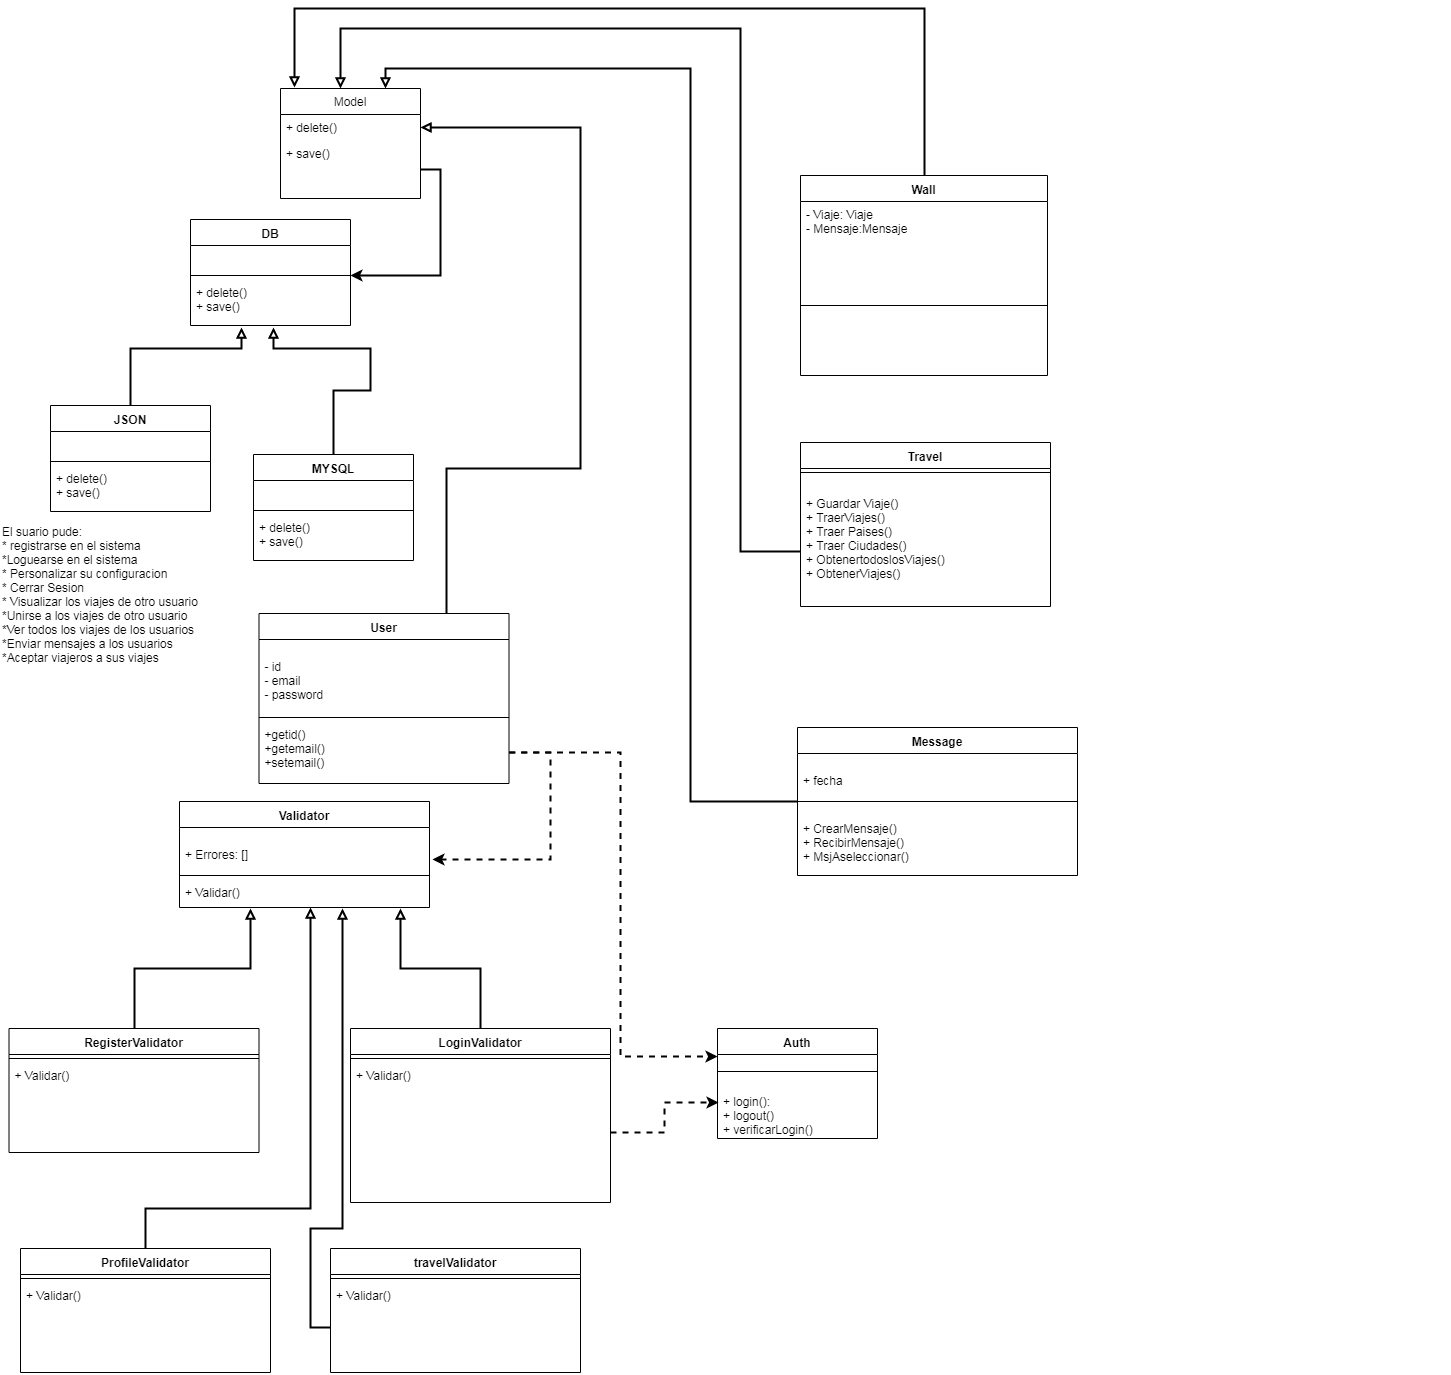 Model
+ delete()
+ save()
DB
+ delete()
+ save()
JSON
+ delete()
+ save()
MYSQL
+ delete()
+ save()
Wall
- Viaje: Viaje
- Mensaje:Mensaje
Travel
+ Guardar Viaje()
+ TraerViajes()
+ Traer Paises()
+ Traer Ciudades()
+ ObtenertodoslosViajes()
+ ObtenerViajes()
El suario pude:
* registrarse en el sistema
*Loguearse en el sistema
* Personalizar su configuracion
* Cerrar Sesion
* Visualizar los viajes de otro usuario
*Unirse a los viajes de otro usuario
*Ver todos los viajes de los usuarios
*Enviar mensajes a los usuarios
*Aceptar viajeros a sus viajes
User
- id
- email
- password
+getid()
+getemail()
+setemail()
Message
+ fecha
+ CrearMensaje()
+ RecibirMensaje()
+ MsjAseleccionar()
Validator
+ Errores: []
+ Validar()
RegisterValidator
+ Validar()
LoginValidator
+ Validar()
Auth
+ login():
+ logout()
+ verificarLogin()
ProfileValidator
+ Validar()
travelValidator
+ Validar()